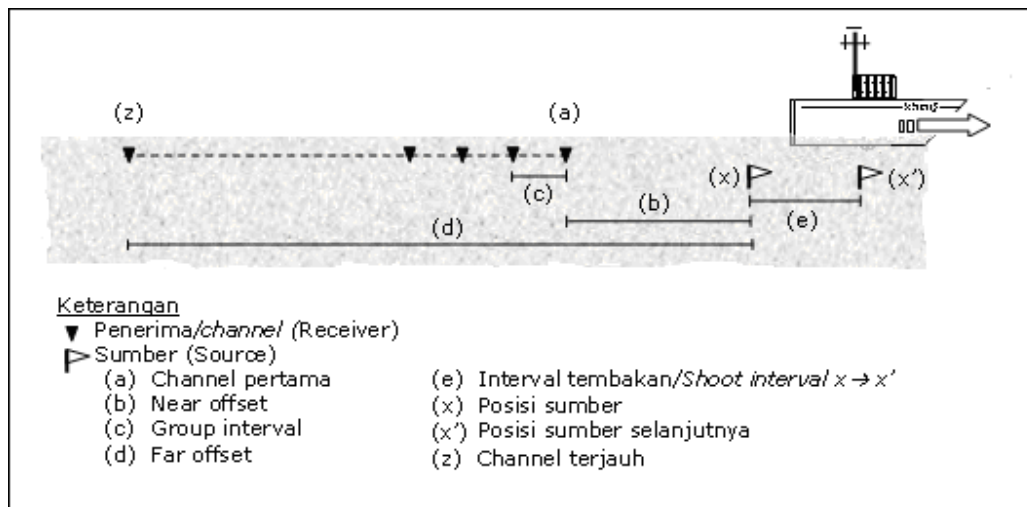 (z)
(a)
(x)
(x')
(c)
(b)
(e)
(d)
Keterangan
Penerima/channel (Receiver)
Sumber (Source)
(a) Channel pertama
(b) Near offset
(c) Group interval
(d) Far offset
(e) Interval tembakan/Shoot interval x → x'
(x) Posisi sumber
(x') Posisi sumber selanjutnya
(z) Channel terjauh